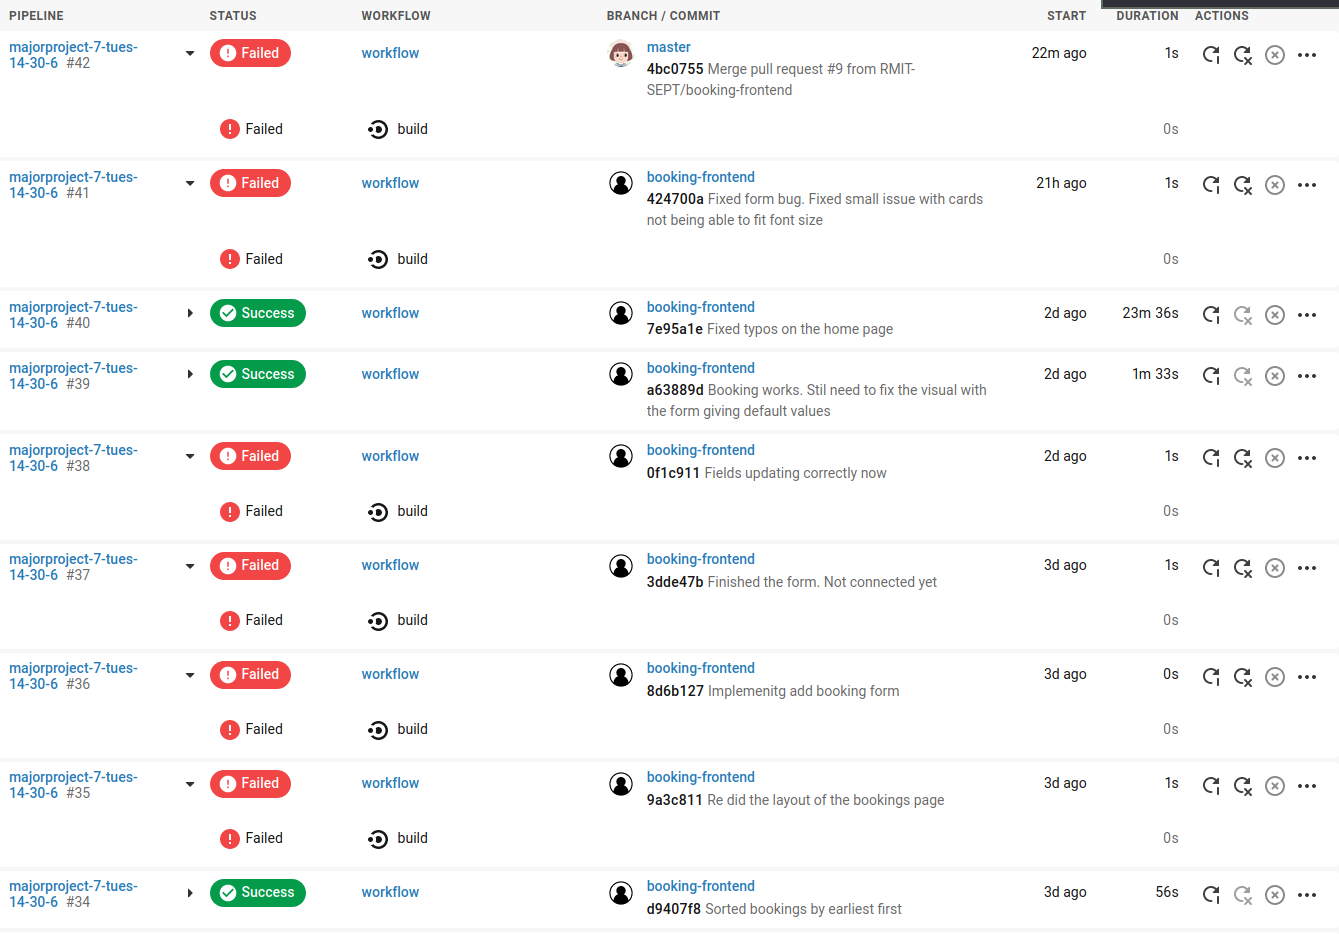 PIPELINE STATUS WORKFLOW BRANCH / COMMIT START DURATION ACTIONS
majorproject-7-tues- Failed workflow master 22m ago 1s
14-30-6 #42 4bc0755 Merge pull request #9 from RMIT-
SEPT/booking-frontend
Failed build 0s
majorproject-7-tues- Failed workflow booking-frontend 21h ago 1s
14-30-6 #41 424700a Fixed form bug. Fixed small issue with cards
not being able to fit font size
Failed build 0s
majorproject-7-tues- Success workflow booking-frontend 2d ago 23m 36s
14-30-6 #40 7e95a1e Fixed typos on the home page
majorproject-7-tues- Success workflow booking-frontend 2d ago 1m 33s
14-30-6 #39 a63889d Booking works. Stil need to fix the visual with
the form giving default values
majorproject-7-tues- Failed workflow booking-frontend 2d ago 1s
14-30-6 #38 0f1c911 Fields updating correctly now
Failed build 0s
majorproject-7-tues- Failed workflow booking-frontend 3d ago 1s
14-30-6 #37 3dde47b Finished the form. Not connected yet
Failed build 0s
majorproject-7-tues- Failed workflow booking-frontend 3d ago 0s
14-30-6 #36 8d6b127 Implemenitg add booking form
Failed build 0s
majorproject-7-tues- Failed workflow booking-frontend 3d ago 1s
14-30-6 #35 9a3c811 Re did the layout of the bookings page
Failed build 0s
majorproject-7-tues- Success workflow booking-frontend 3d ago 56s
14-30-6 #34 d9407f8 Sorted bookings by earliest first